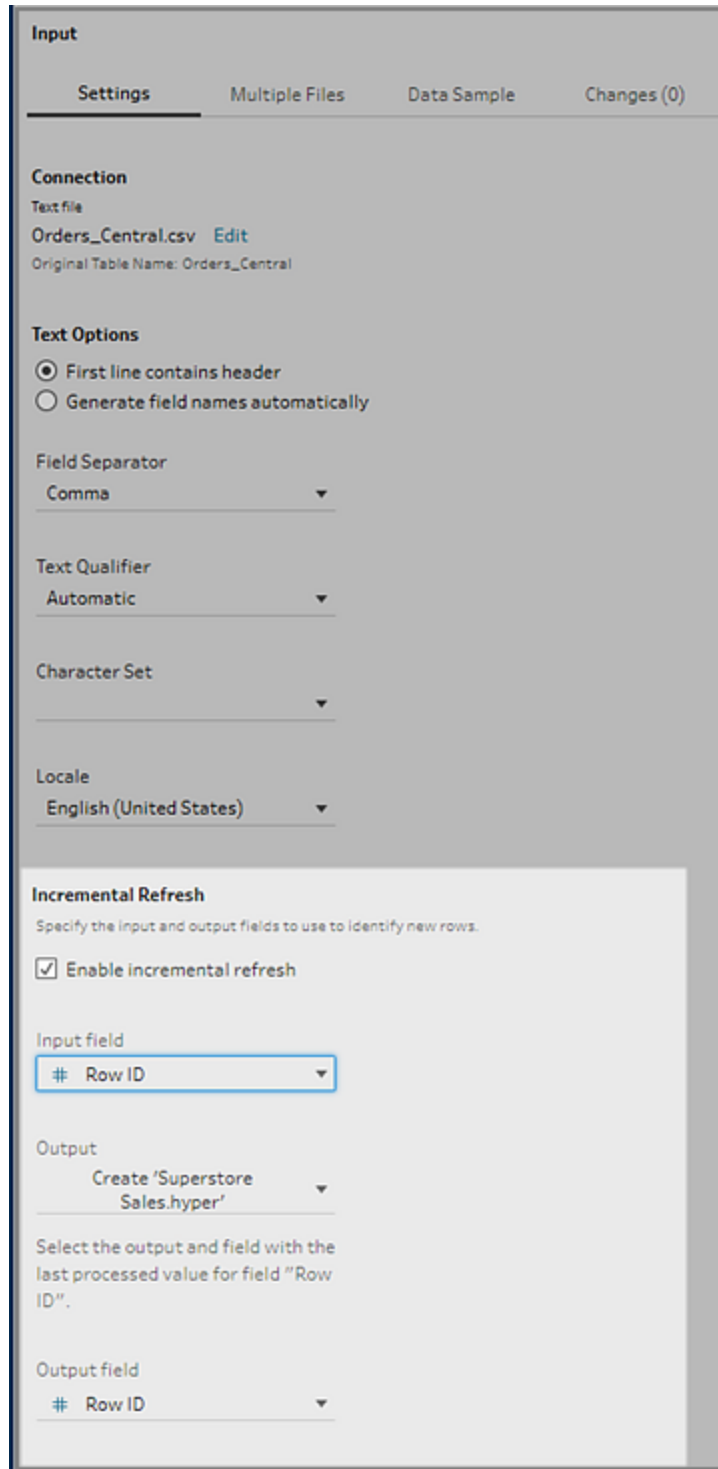 Input
Settings Multiple Files Data Sample Changes (0)
Connection
Text file
Orders_Central.csv Edit
Original Table Name: Orders_Central
Text Options
First line contains header
Generate field names automatically
Field Separator
Comma
Text Qualifier
Automatic
Character Set
Locale
English (United States)
Incremental Refresh
Specify the input and output fields to use to identify new rows.
Enable incremental refresh
Input field
# Row ID
Output
Create 'Superstore
Sales.hyper'
Select the output and field with the
last processed value for field "Row
ID".
Output field
# Row ID